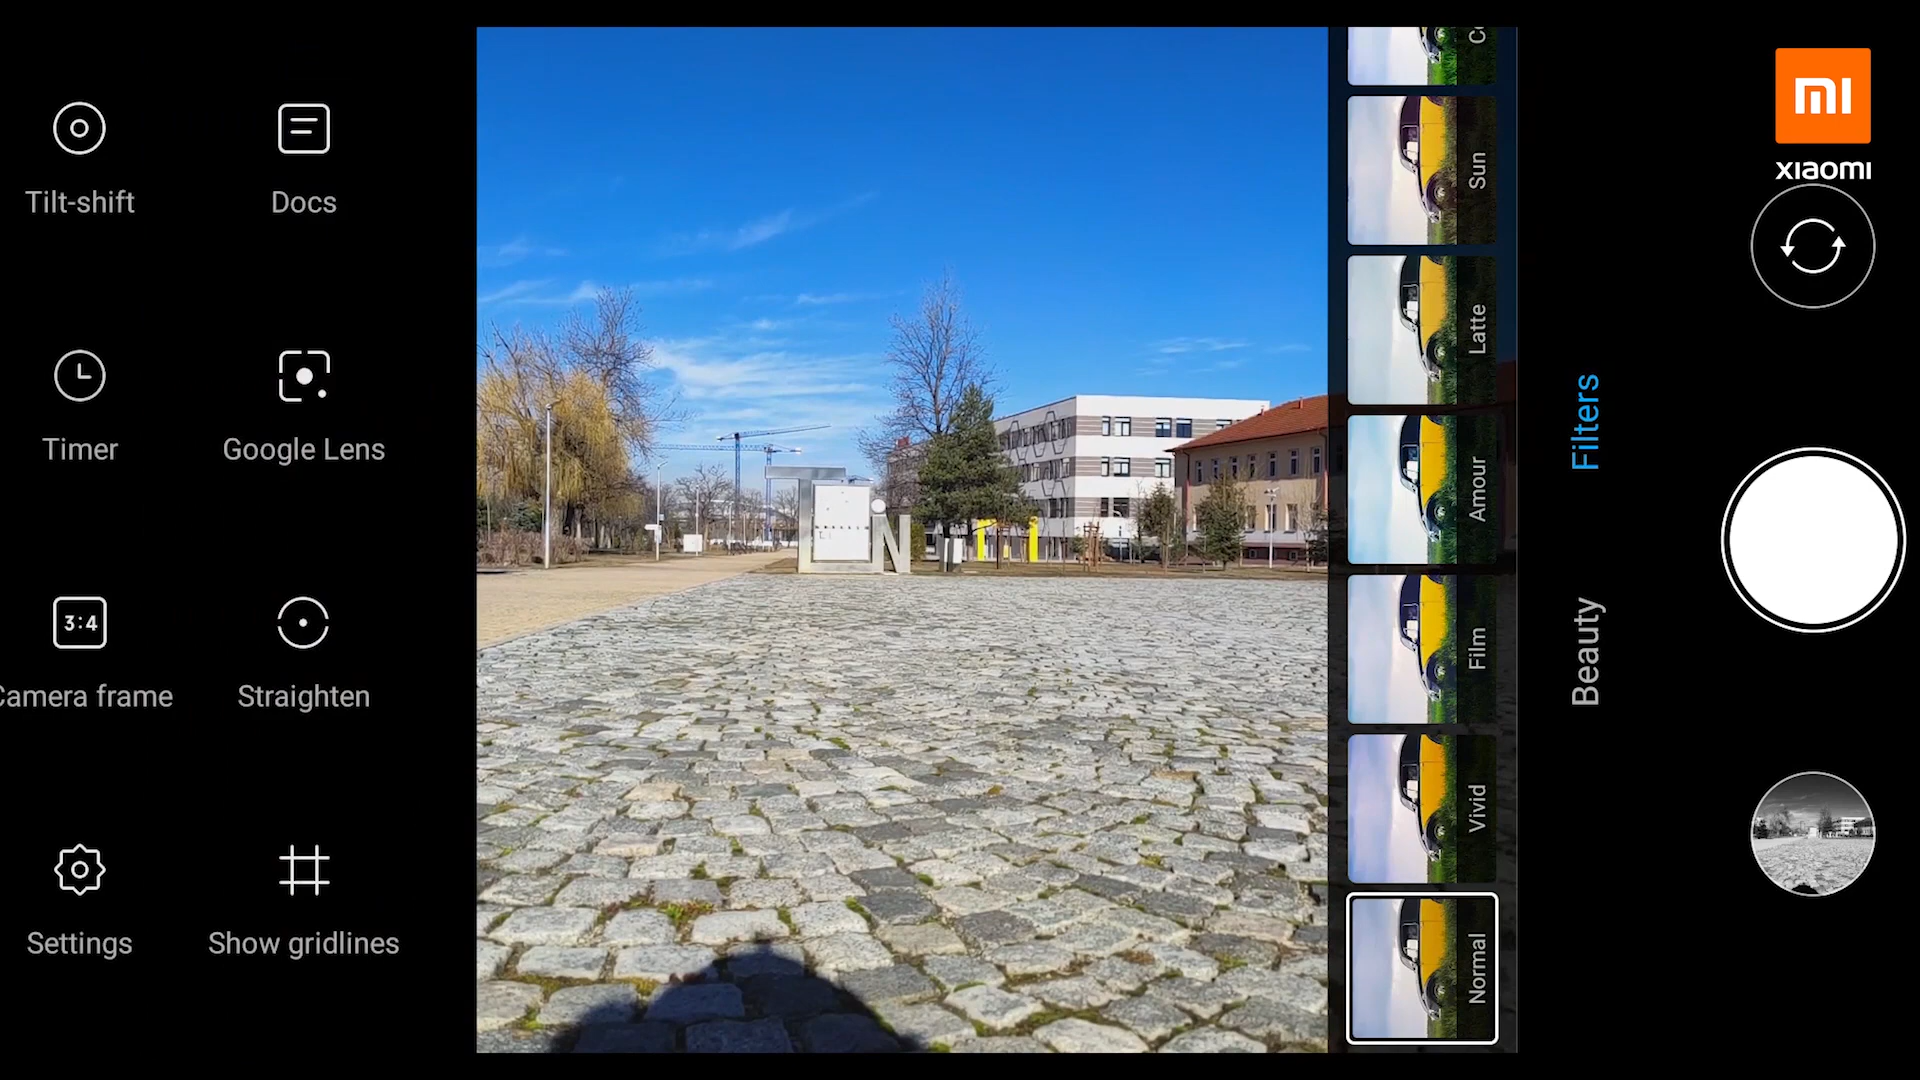 Tilt-shift
Docs
Timer
Google Lens
3:4
Camera frame
Straighten
Settings
Show gridlines
Sun
Latte
Amour
Film
Vivid
Normal
Filters
Beauty
mi
xiaomi